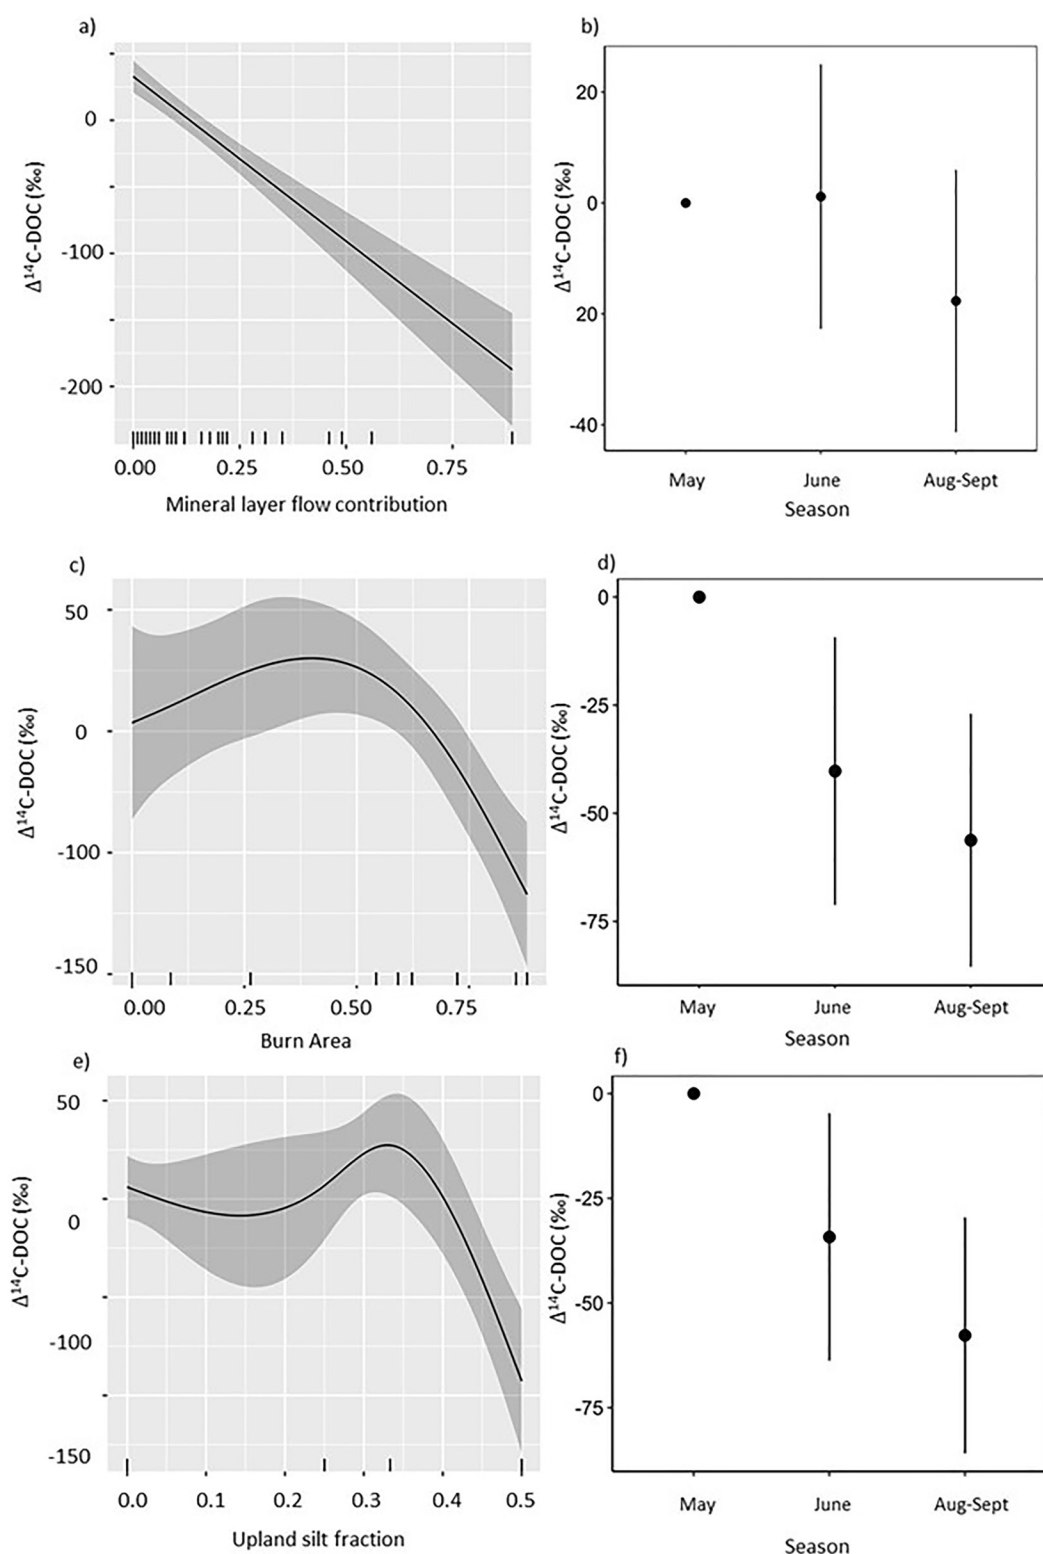 a)
0
-100
-200
Δ¹⁴C-DOC (‰)
0.00 0.25 0.50 0.75
Mineral layer flow contribution
b)
20
0
20
-40
Δ¹⁴C-DOC (‰)
May June Aug-Sept
Season
c)
50
0
-100
-150
Δ¹⁴C-DOC (‰)
0.00 0.25 0.50 0.75
Burn Area
d)
0
-25
-50
-75
Δ¹⁴C-DOC (‰)
May June Aug-Sept
Season
e)
50
0
-100
-150
Δ¹⁴C-DOC (‰)
0.0 0.1 0.2 0.3 0.4 0.5
Upland silt fraction
f)
0
-25
-50
-75
Δ¹⁴C-DOC (‰)
May June Aug-Sept
Season